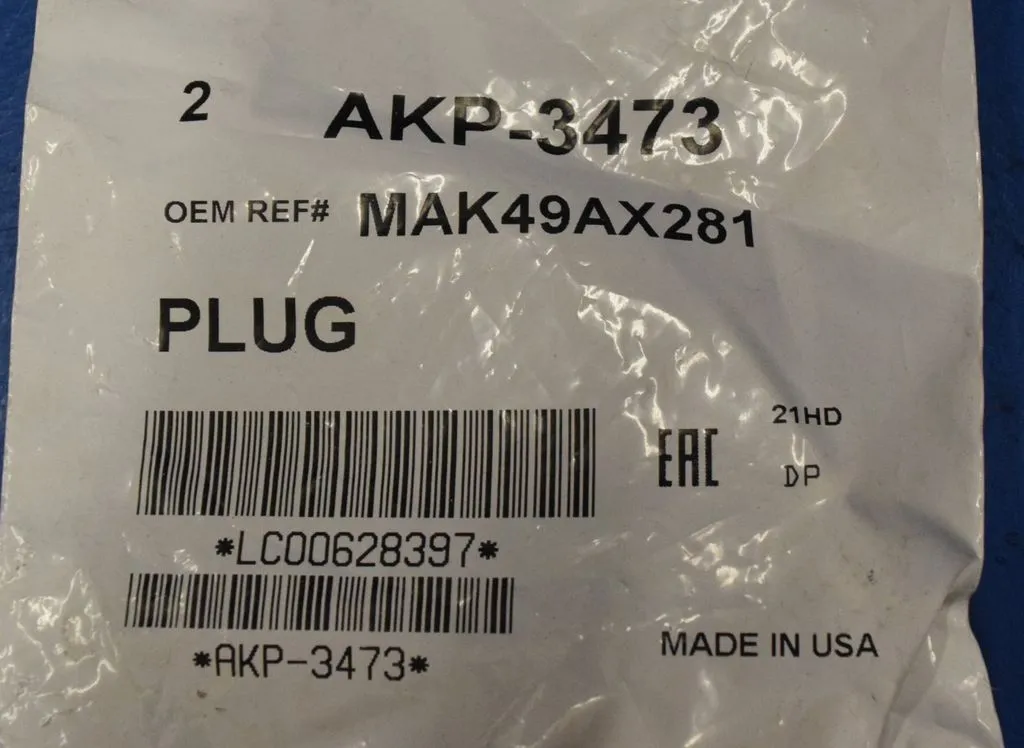 2 AKP-3473
OEM REF# MAK49AX281
PLUG
21HD
EAC DP
*LC00628397*
*AKP-3473*
MADE IN USA